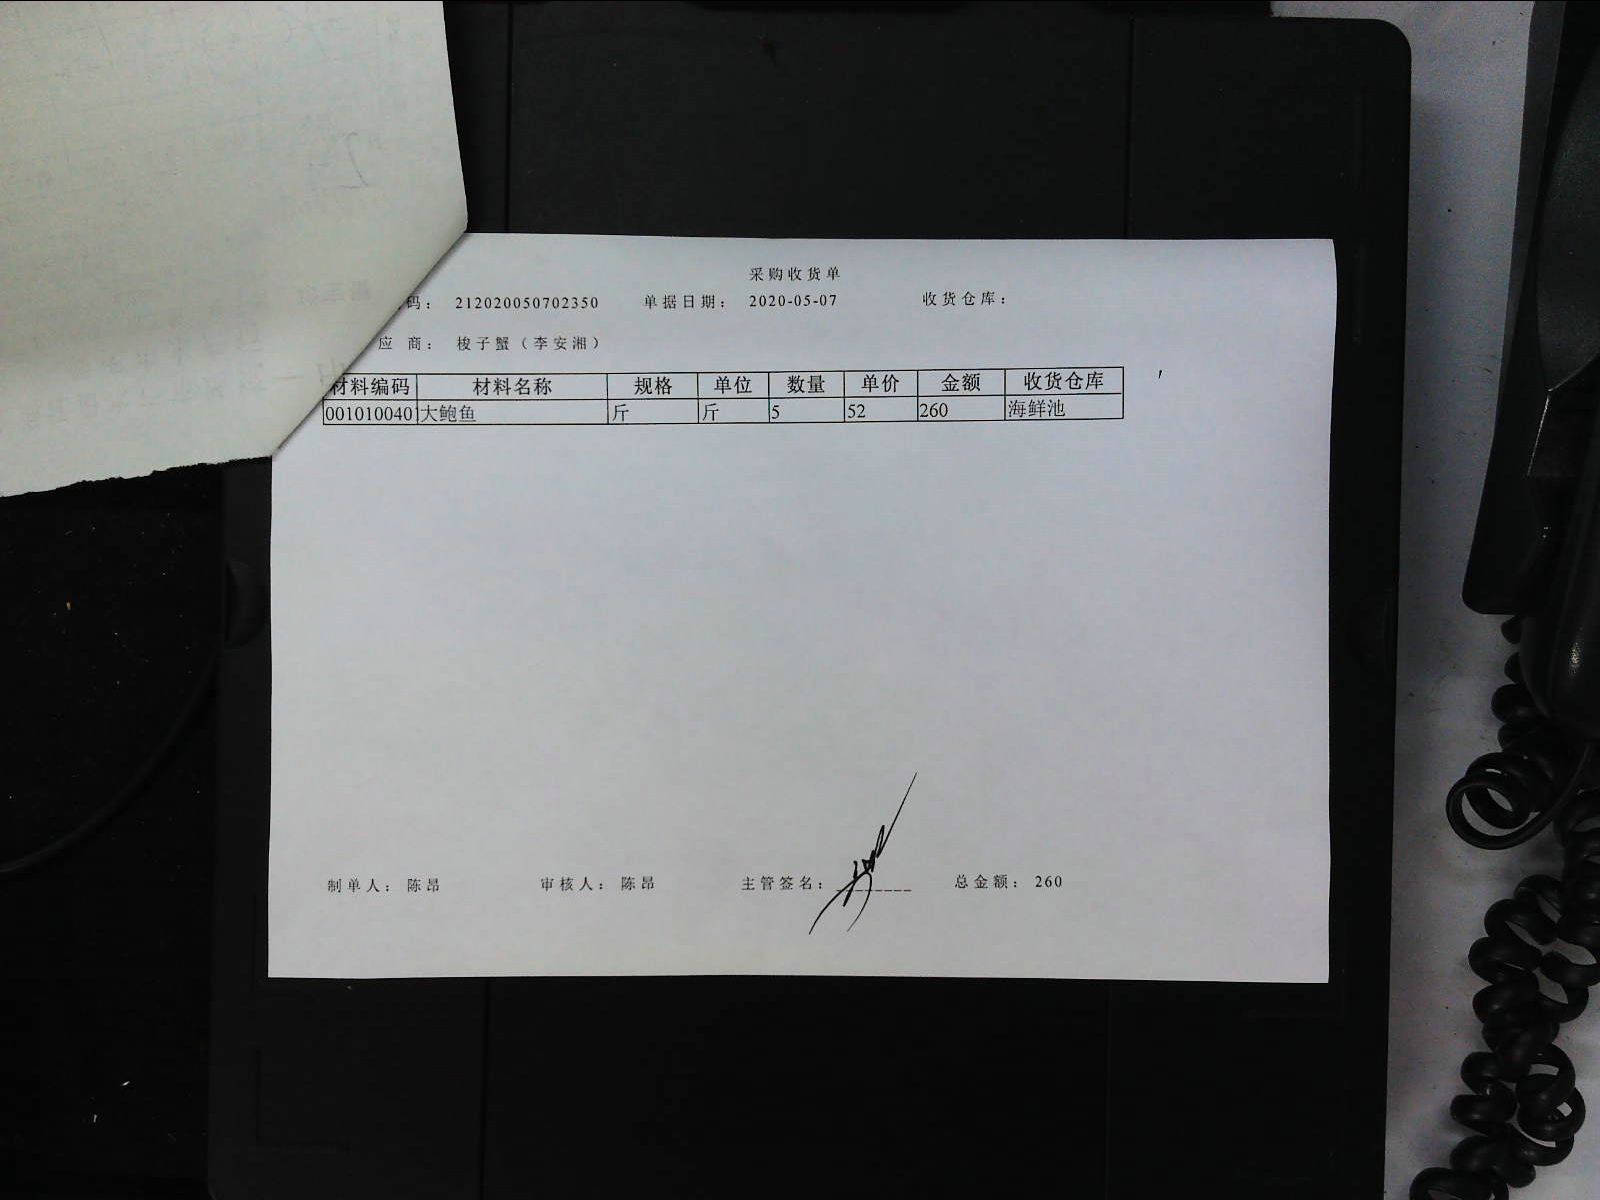 采购收货单
码： 212020050702350 单据日期： 2020-05-07 收货仓库：
应商： 梭子蟹（李安湘）
材料编码 材料名称 规格 单位 数量 单价 金额 收货仓库
0010100401 大鲍鱼 斤 斤 5 52 260 海鲜池
制单人： 陈昂 审核人： 陈昂 主管签名： 总金额： 260